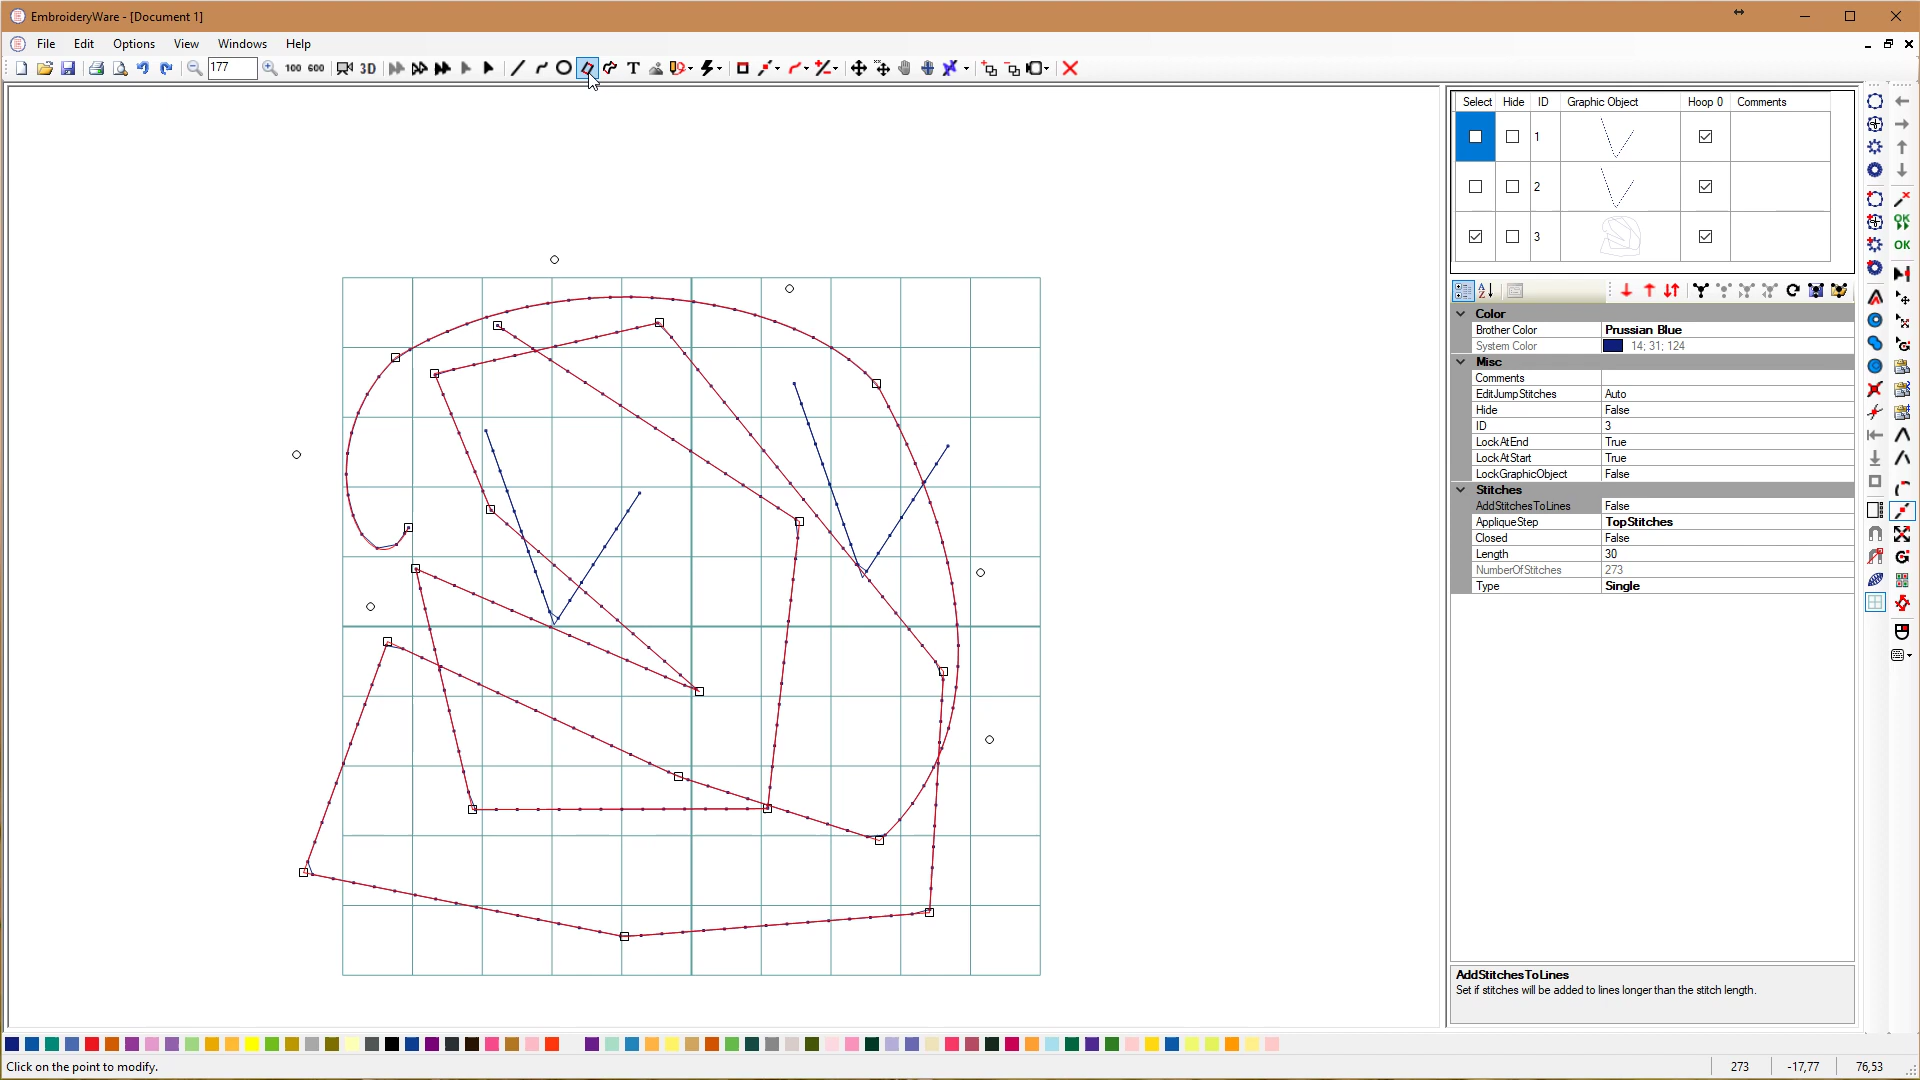 EmbroideryWare - [Document 1]
File Edit Options View Windows Help
177 100 600 3D T
Select Hide ID Graphic Object Hoop 0 Comments
1
2
3
OK
OK
Color
Brother Color Prussian Blue
System Color 14; 31; 124
Misc
Comments
EditJumpStitches Auto
Hide False
ID 3
LockAtEnd True
LockAtStart True
LockGraphicObject False
Stitches
AddStitchesToLines False
AppliqueStep TopStitches
Closed False
Length 30
NumberOfStitches 273
Type Single
AddStitchesToLines
Set if stitches will be added to lines longer than the stitch length.
Click on the point to modify. 273 -17,77 76,53